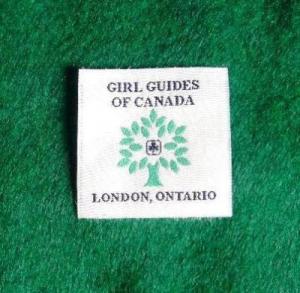 GIRL GUIDES
OF CANADA
LONDON, ONTARIO